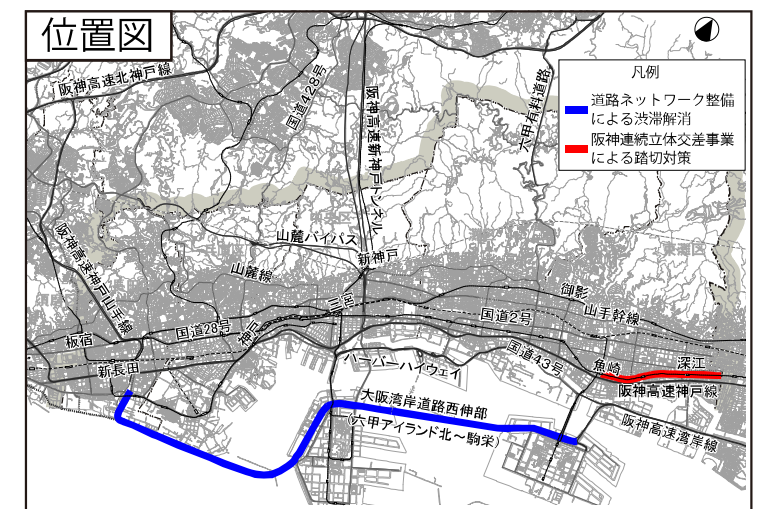 位置図
凡例
道路ネットワーク整備
による渋滞解消
阪神連続立体交差事業
による踏切対策
阪神高速北神戸線
国道428号
阪神高速新神戸トンネル
六甲有料道路
山麓バイパス
新神戸
山麓線
阪神高速神戸山手線
三宮
御影
山手幹線
国道2号
国道28号
神戸
板宿
新長田
ハーバーハイウェイ
国道43号
魚崎
深江
阪神高速神戸線
大阪湾岸道路西伸部
(六甲アイランド北～駒栄)
阪神高速湾岸線